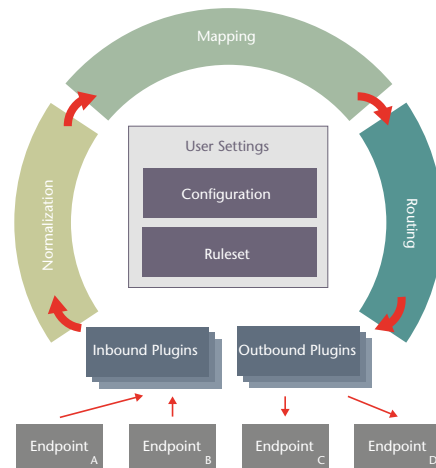 Mapping
Normalization
Routing
User Settings
Configuration
Ruleset
Inbound Plugins
Outbound Plugins
Endpoint A
Endpoint B
Endpoint C
Endpoint D